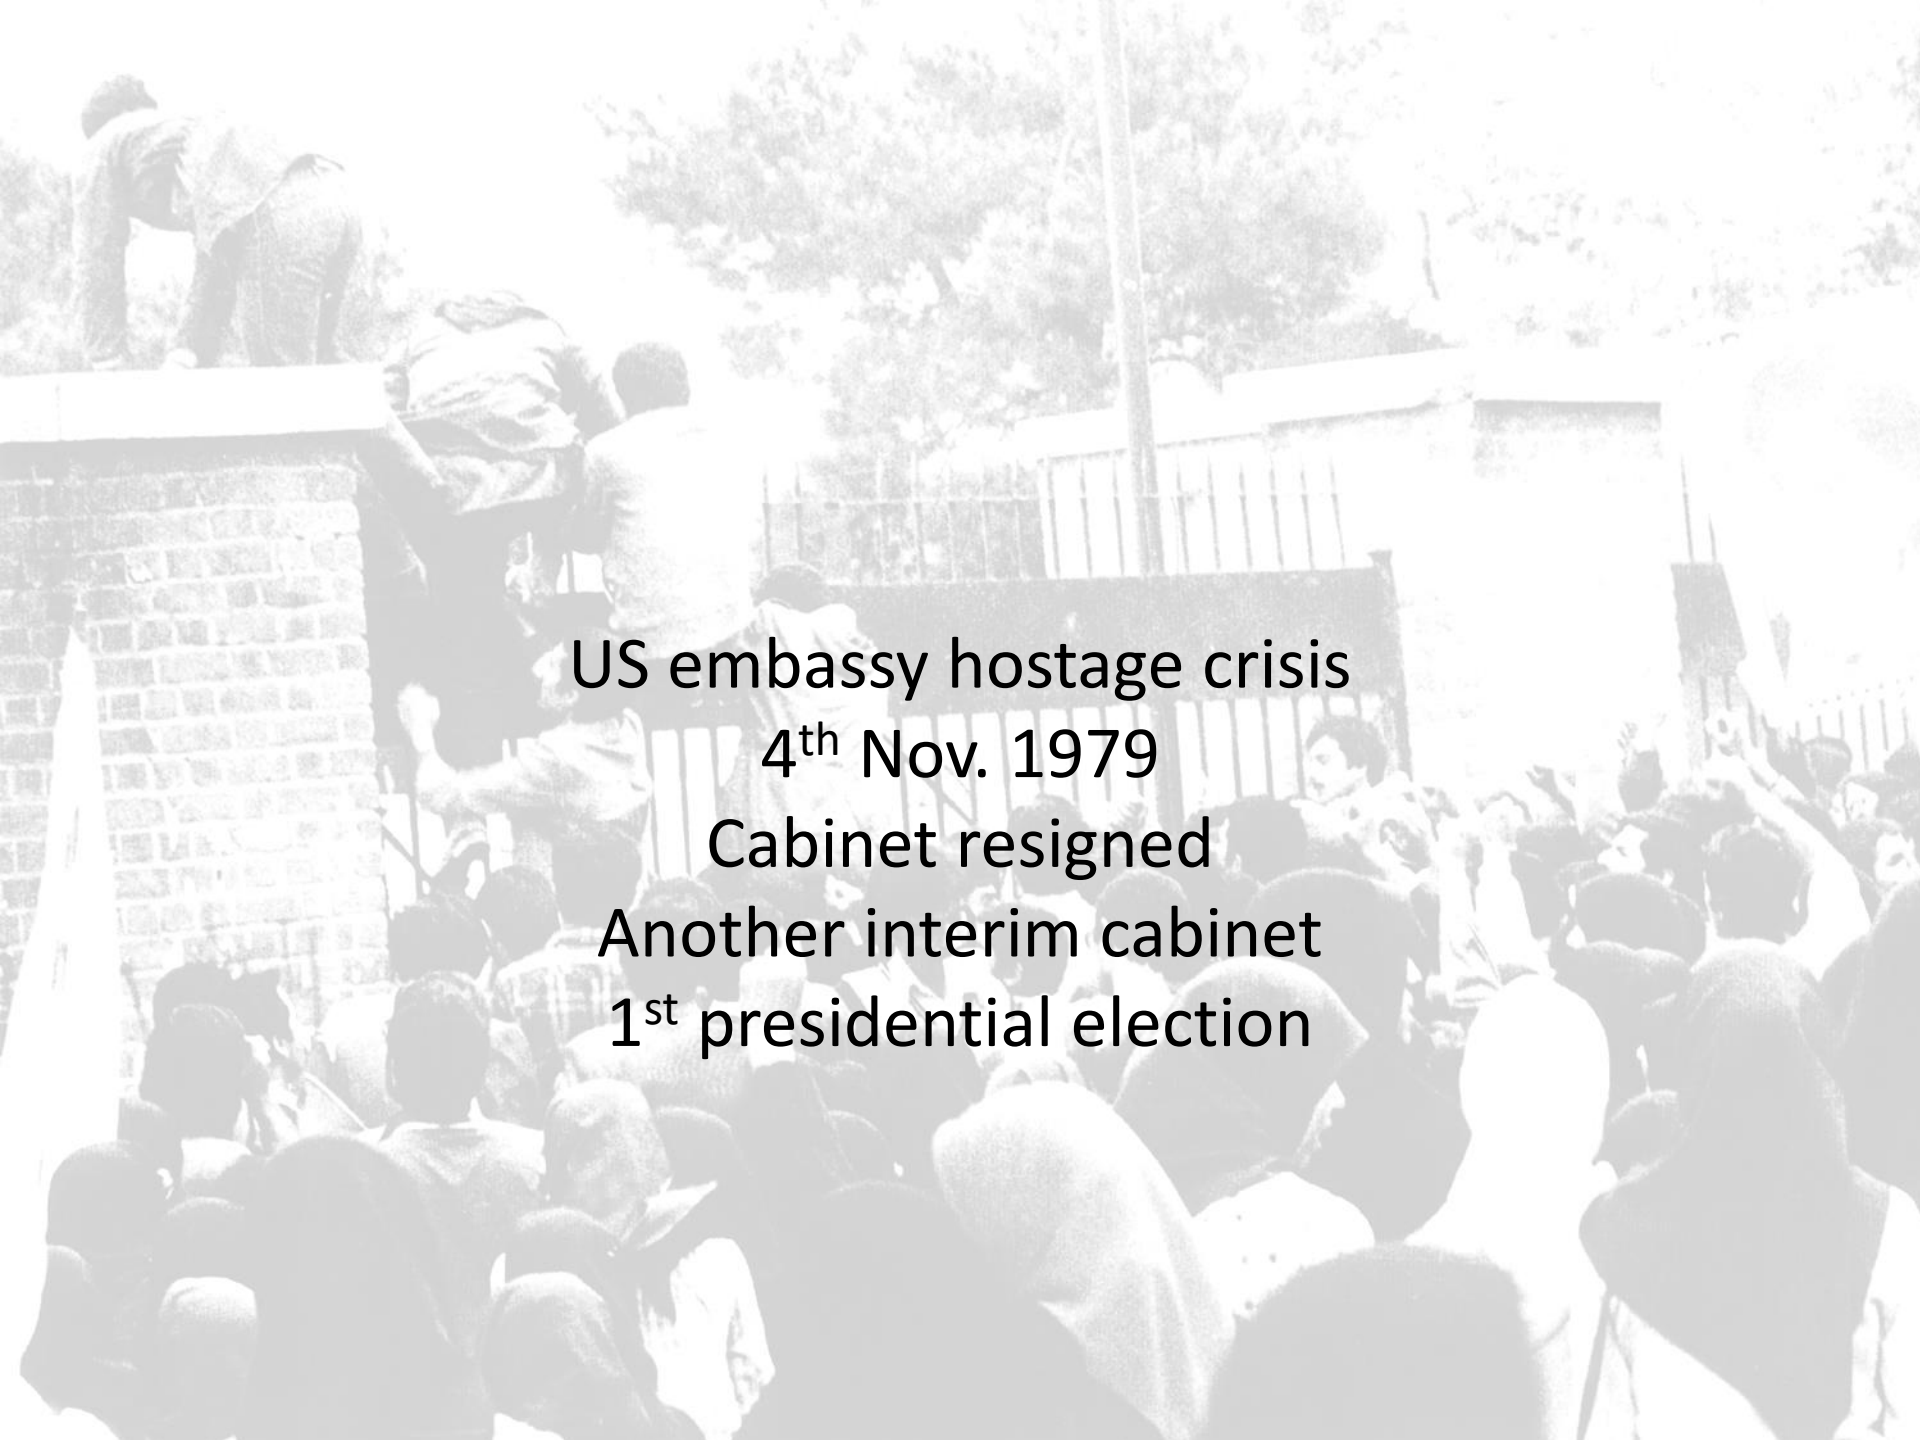 US embassy hostage crisis
4th Nov. 1979
Cabinet resigned
Another interim cabinet
1st presidential election